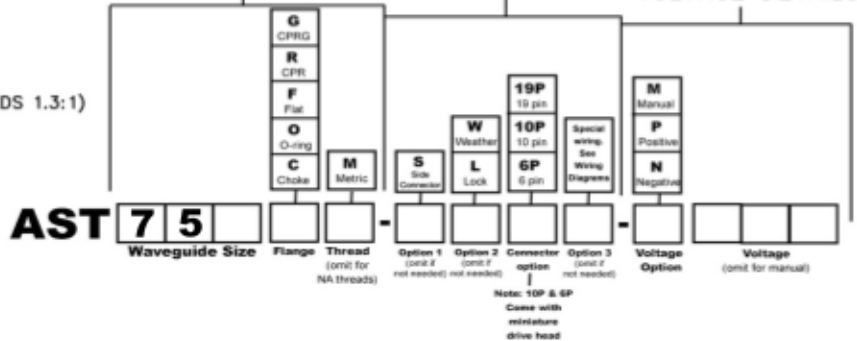 G
CPRG
R
CPR
F
Flat
O
O-ring
C
Choke
M
Metric
S
Side
Connector
W
Weather
L
Lock
19P
19 pin
10P
10 pin
6P
6 pin
Special
wiring.
See
Wiring
Diagrams
M
Manual
P
Positive
N
Negative
DS 1.3:1)
AST 7 5 - -
Waveguide Size
Flange
Thread
(omit for
NA threads)
Option 1
(omit if
not needed)
Option 2
(omit if
not needed)
Connector
option
Note: 10P & 6P
Come with
miniature
drive head
Option 3
(omit if
not needed)
Voltage
Option
Voltage
(omit for manual)